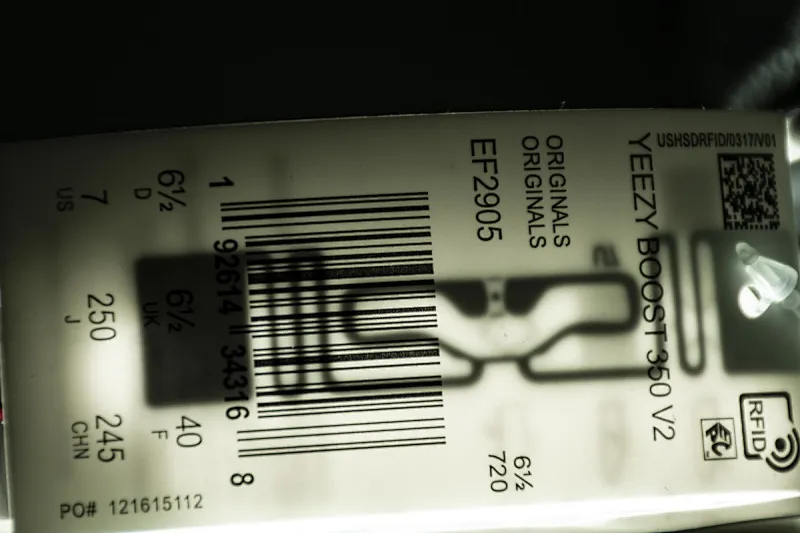 USHSDRFID/0317/V01
YEEZY BOOST 350 V2
RFID
ORIGINALS
ORIGINALS
EF2905
6½
720
1 92614 34316 8
6½
D
6½
UK
40
F
7
US
250
J
245
CHN
PO# 121615112